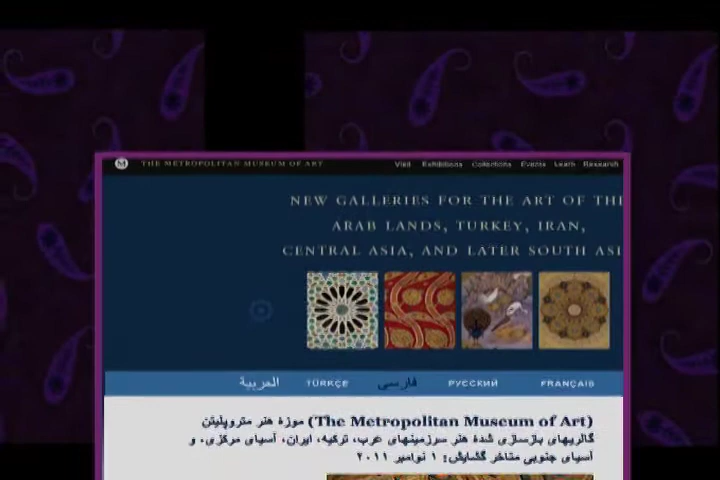 M THE METROPOLITAN MUSEUM OF ART Visit Exhibitions Collections Events Learn Research
NEW GALLERIES FOR THE ART OF THE
ARAB LANDS, TURKEY, IRAN,
CENTRAL ASIA, AND LATER SOUTH ASI
العربية TÜRKÇE فارسی РУССКИЙ FRANÇAIS
موزهٔ هنر متروپلیتن (The Metropolitan Museum of Art)
گالریهای بازسازی شدهٔ هنر سرزمینهای عرب، ترکیه، ایران، آسیای مرکزی، و
آسیای جنوبی متاخر گشایش: ۱ نوامبر ۲۰۱۱